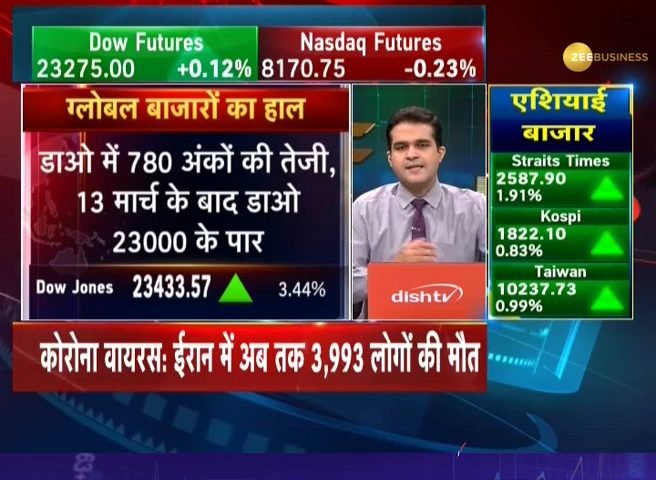 Dow Futures
23275.00 +0.12%
Nasdaq Futures
8170.75 -0.23%
ZEEBUSINESS
ग्लोबल बाजारों का हाल
डाओ में 780 अंकों की तेजी,
13 मार्च के बाद डाओ
23000 के पार
Dow Jones 23433.57 3.44%
dishtv
एशियाई
बाजार
Straits Times
2587.90
1.91%
Kospi
1822.10
0.83%
Taiwan
10237.73
0.99%
कोरोना वायरस: ईरान में अब तक 3,993 लोगों की मौत